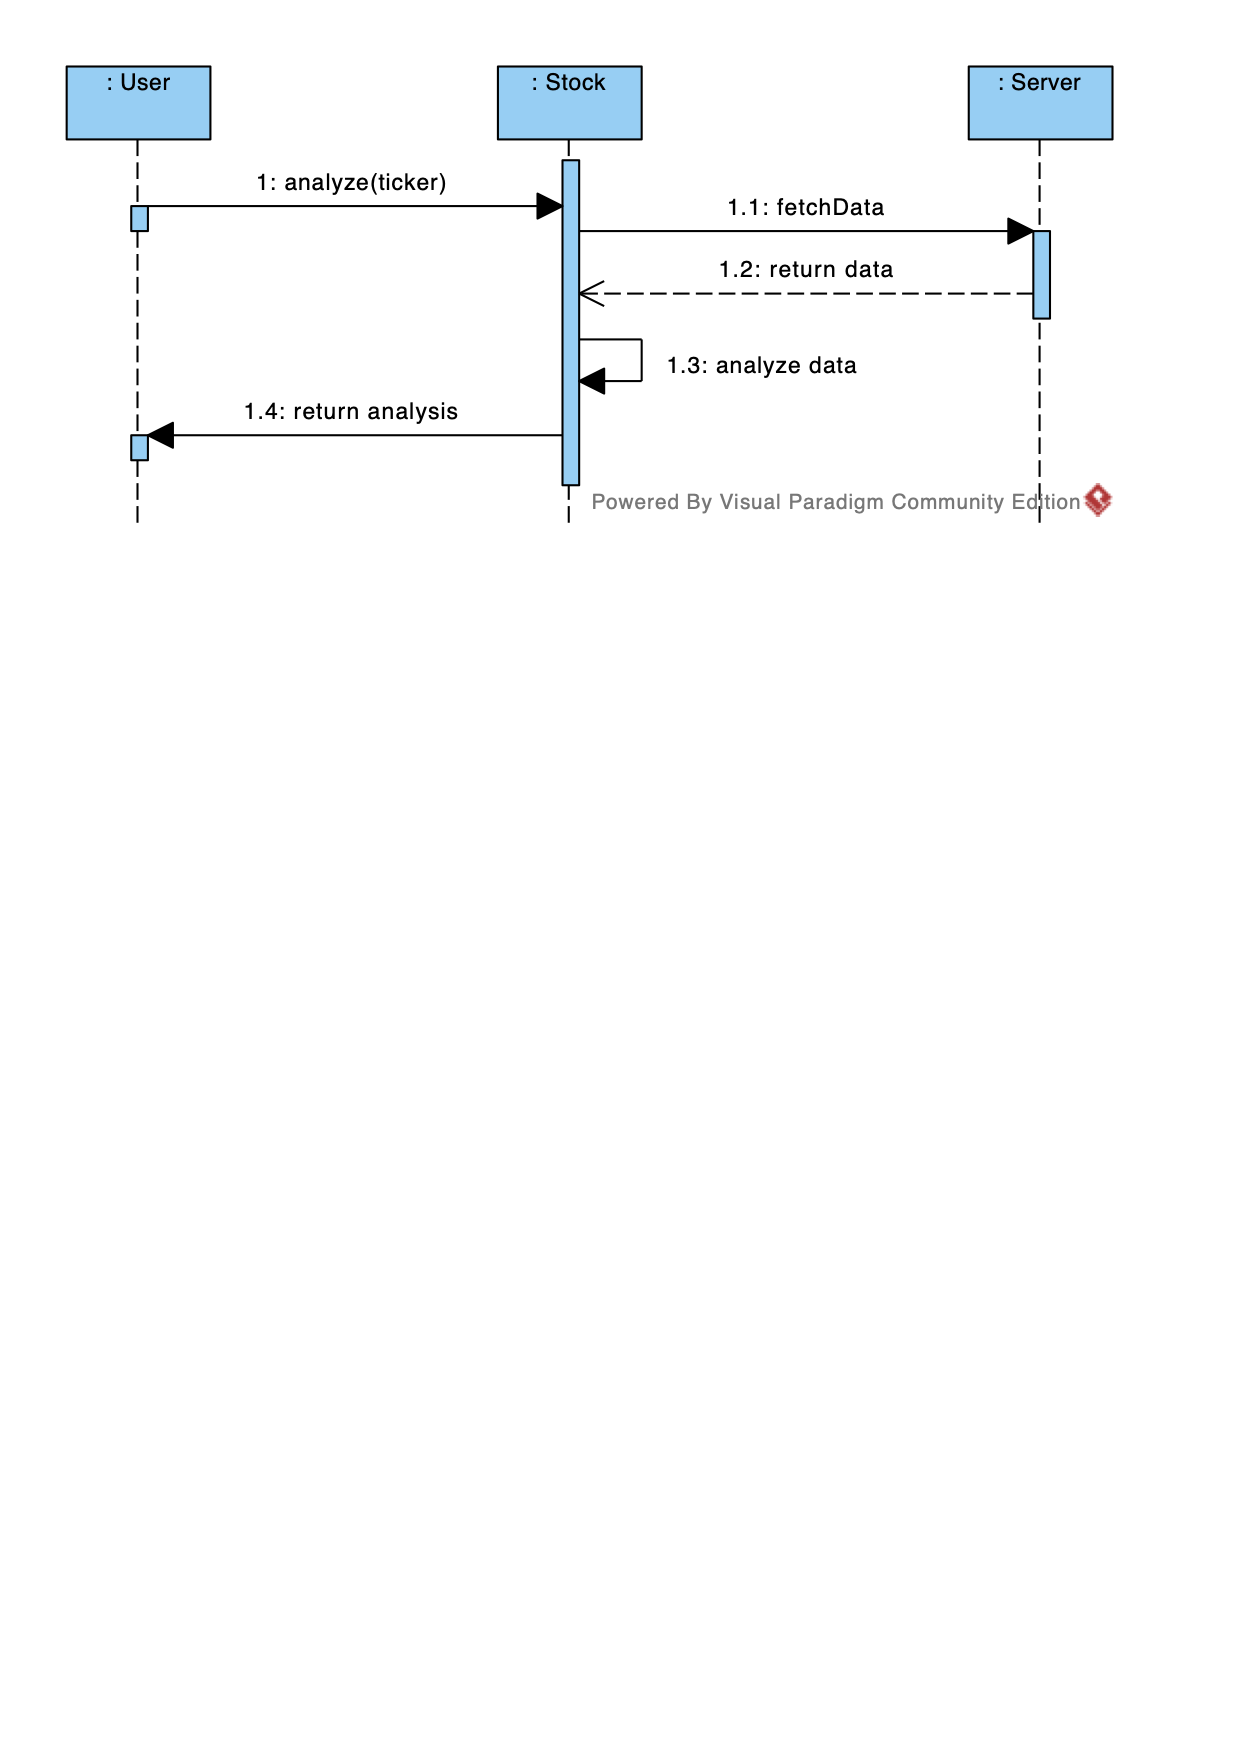 : User
: Stock
: Server
1: analyze(ticker)
1.1: fetchData
1.2: return data
1.3: analyze data
1.4: return analysis
Powered By Visual Paradigm Community Edition